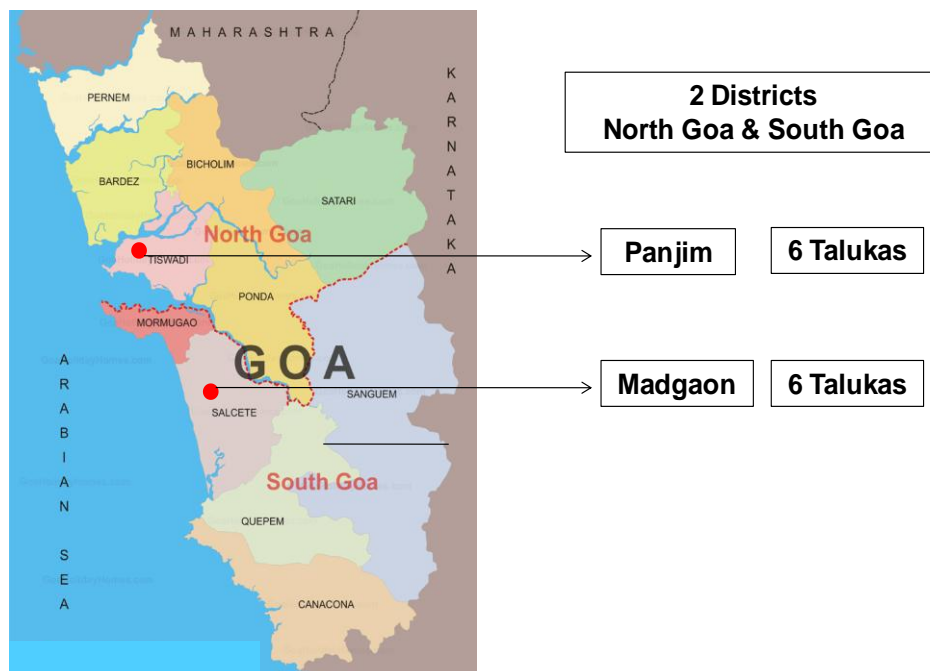 MAHARASHTRA
KARNATAKA
PERNEM
BARDEZ
BICHOLIM
SATARI
North Goa
TISWADI
PONDA
MORMUGAO
GOA
SALCETE
SANGUEM
South Goa
QUEPEM
CANACONA
ARABIAN SEA
2 Districts
North Goa & South Goa
Panjim
6 Talukas
Madgaon
6 Talukas